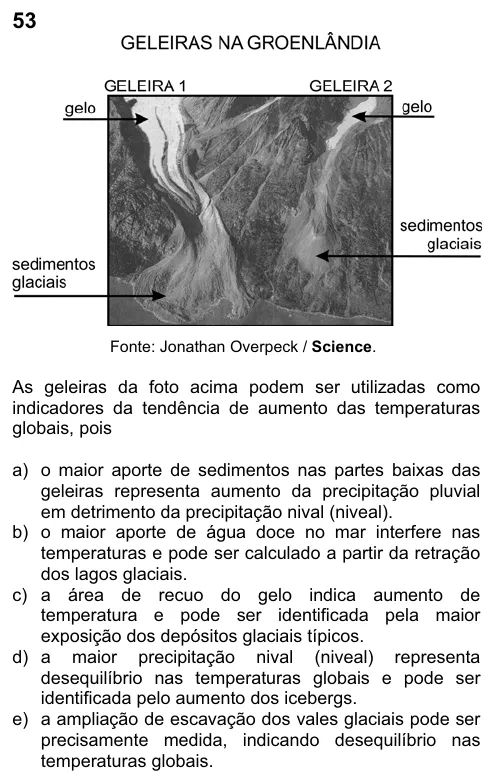 53
GELEIRAS NA GROENLÂNDIA
GELEIRA 1
GELEIRA 2
gelo
gelo
sedimentos
glaciais
sedimentos
glaciais
Fonte: Jonathan Overpeck / Science.
As geleiras da foto acima podem ser utilizadas como
indicadores da tendência de aumento das temperaturas
globais, pois
a) o maior aporte de sedimentos nas partes baixas das
geleiras representa aumento da precipitação pluvial
em detrimento da precipitação nival (niveal).
b) o maior aporte de água doce no mar interfere nas
temperaturas e pode ser calculado a partir da retração
dos lagos glaciais.
c) a área de recuo do gelo indica aumento de
temperatura e pode ser identificada pela maior
exposição dos depósitos glaciais típicos.
d) a maior precipitação nival (niveal) representa
desequilíbrio nas temperaturas globais e pode ser
identificada pelo aumento dos icebergs.
e) a ampliação de escavação dos vales glaciais pode ser
precisamente medida, indicando desequilíbrio nas
temperaturas globais.